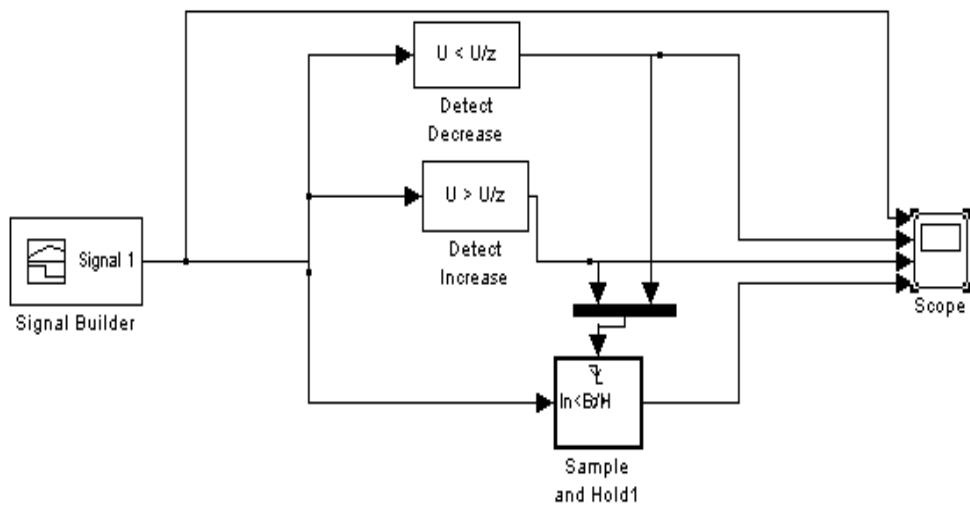 U < U/z
Detect
Decrease
U > U/z
Detect
Increase
Signal 1
Signal Builder
Scope
Sample
and Hold1